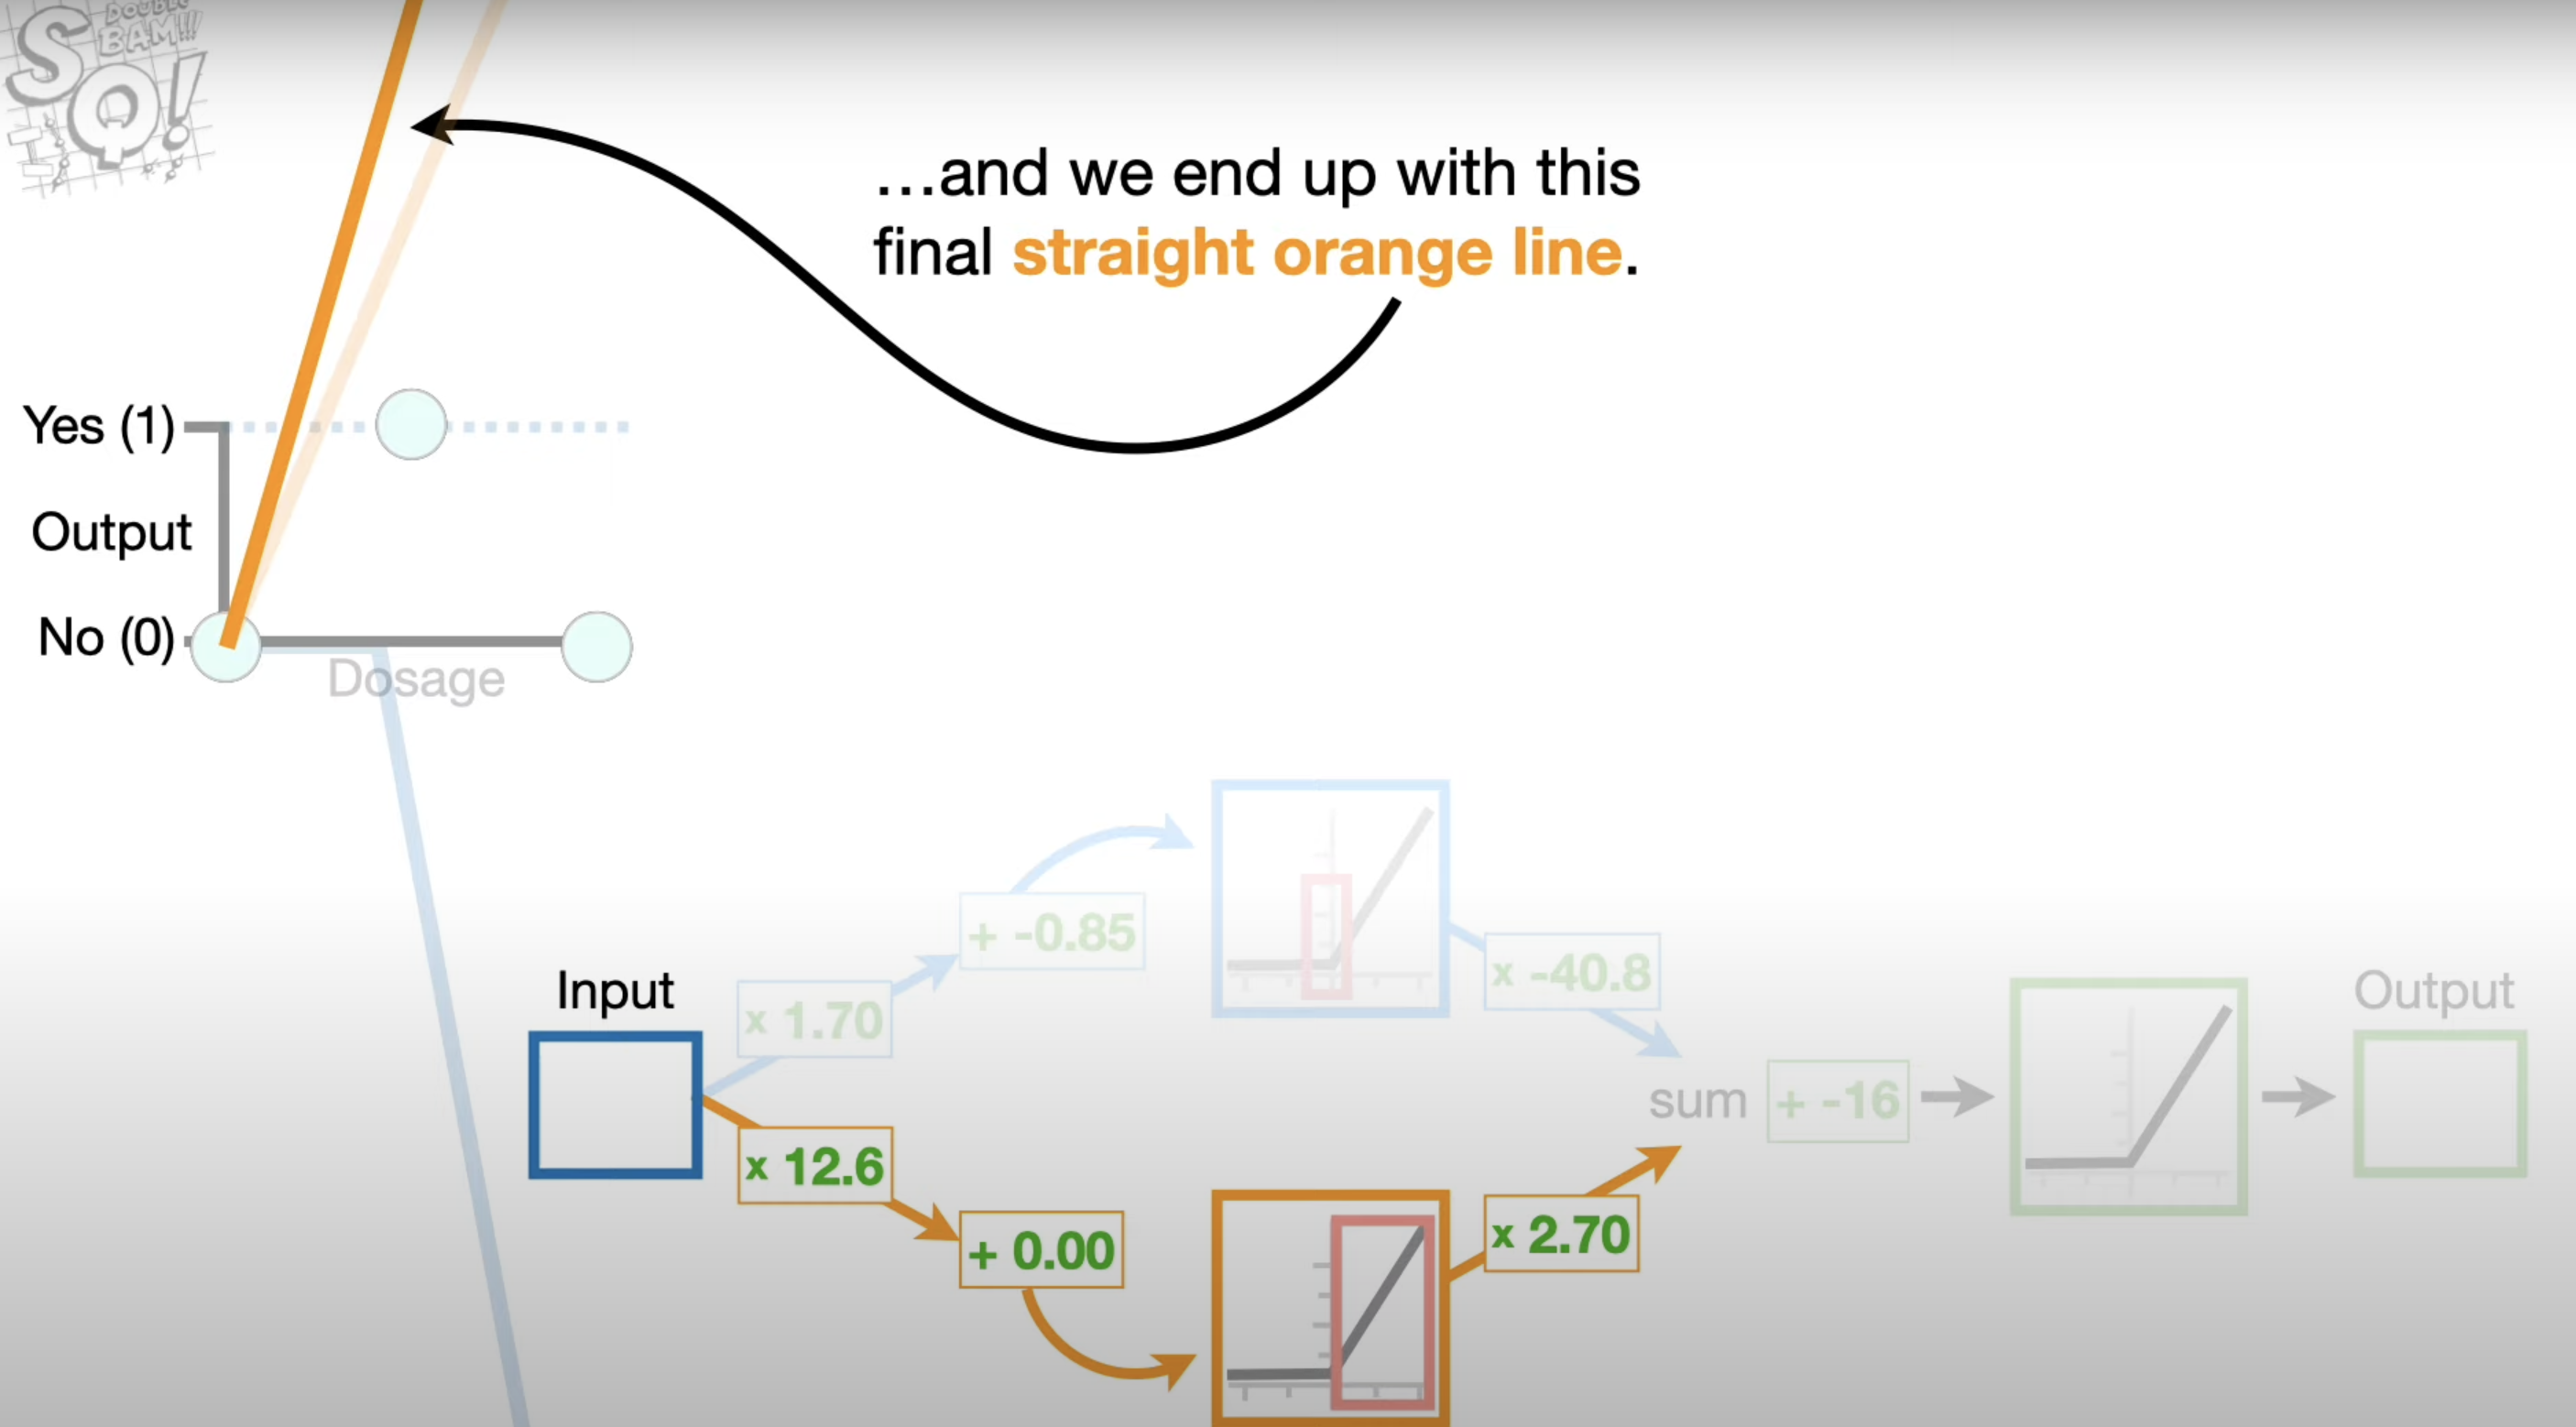 DOUBLE
BAM!!!
SQ!
...and we end up with this
final straight orange line.
Yes (1)
Output
No (0)
Dosage
+ -0.85
x -40.8
Input
x 1.70
Output
sum
+ -16
x 12.6
+ 0.00
x 2.70